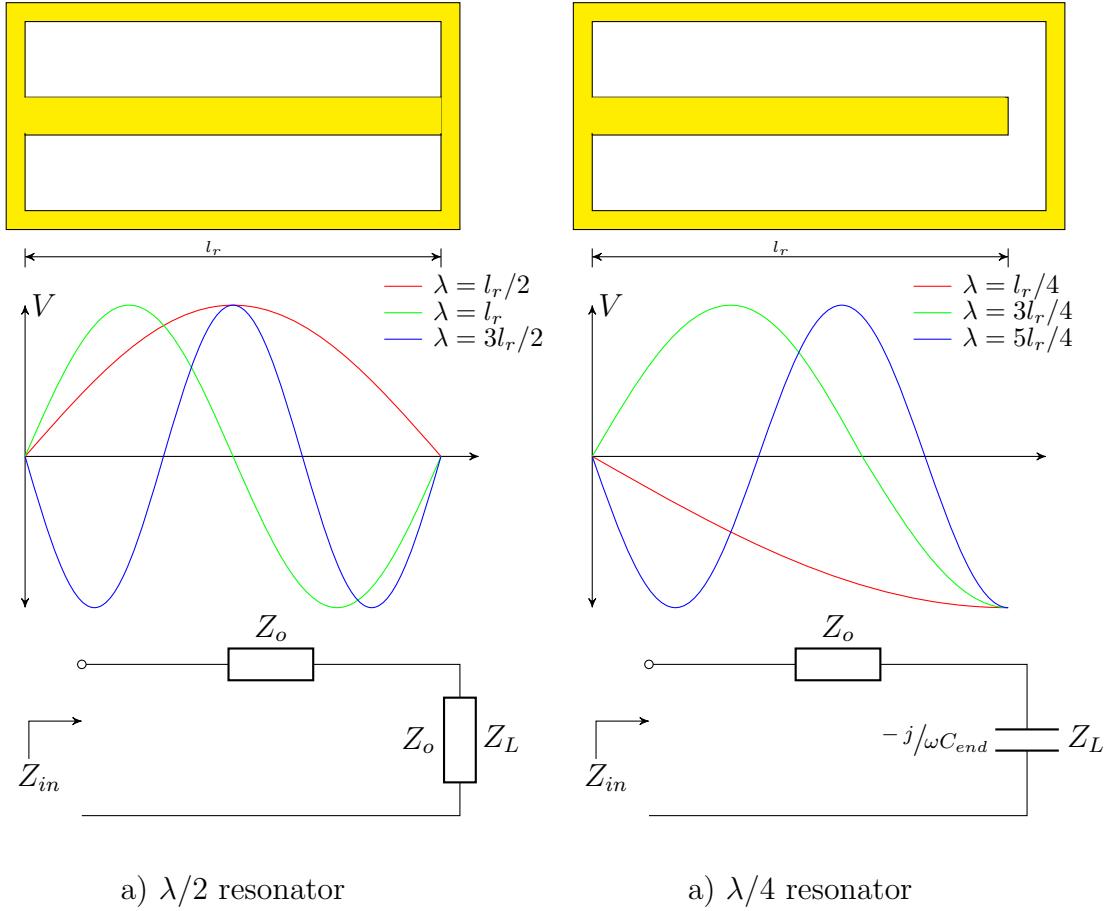 l_r
V
λ = l_r/2
λ = l_r
λ = 3l_r/2
Z_o
Z_o
Z_L
Z_in
a) λ/2 resonator
l_r
V
λ = l_r/4
λ = 3l_r/4
λ = 5l_r/4
Z_o
-j/ωC_end
Z_L
Z_in
a) λ/4 resonator